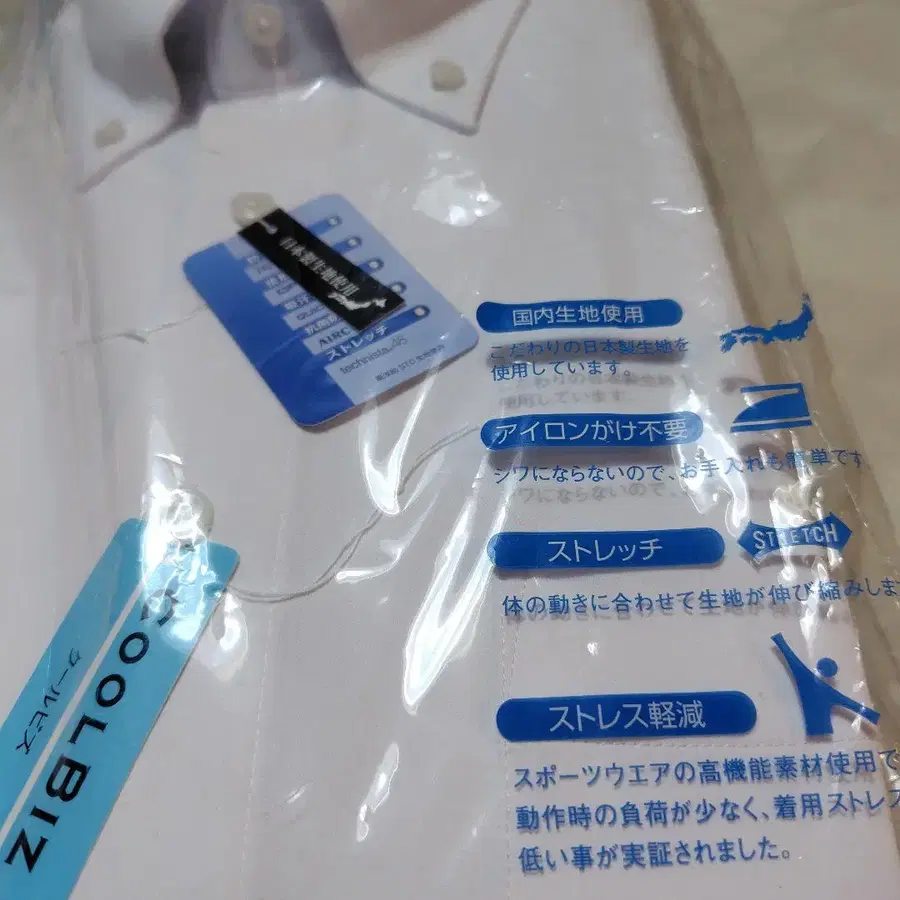 日本製生地使用
AIRC
ストレッチ
technista
COOLBIZ
クールビズ
国内生地使用
こだわりの日本製生地を
使用しています。
アイロンがけ不要
シワにならないので、お手入れも簡単です
ストレッチ
STRETCH
体の動きに合わせて生地が伸び縮みしま
ストレス軽減
スポーツウエアの高機能素材使用で
動作時の負荷が少なく、着用ストレス
低い事が実証されました。